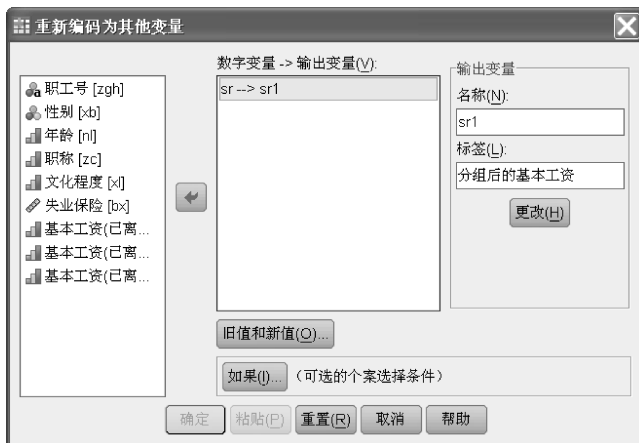 重新编码为其他变量
数字变量 -> 输出变量(V):
职工号 [zgh]
性别 [xb]
年龄 [nl]
职称 [zc]
文化程度 [xl]
失业保险 [bx]
基本工资(已离...
基本工资(已离...
基本工资(已离...
sr --> sr1
输出变量
名称(N):
sr1
标签(L):
分组后的基本工资
更改(H)
旧值和新值(O)...
如果(I)... (可选的个案选择条件)
确定 粘贴(P) 重置(R) 取消 帮助